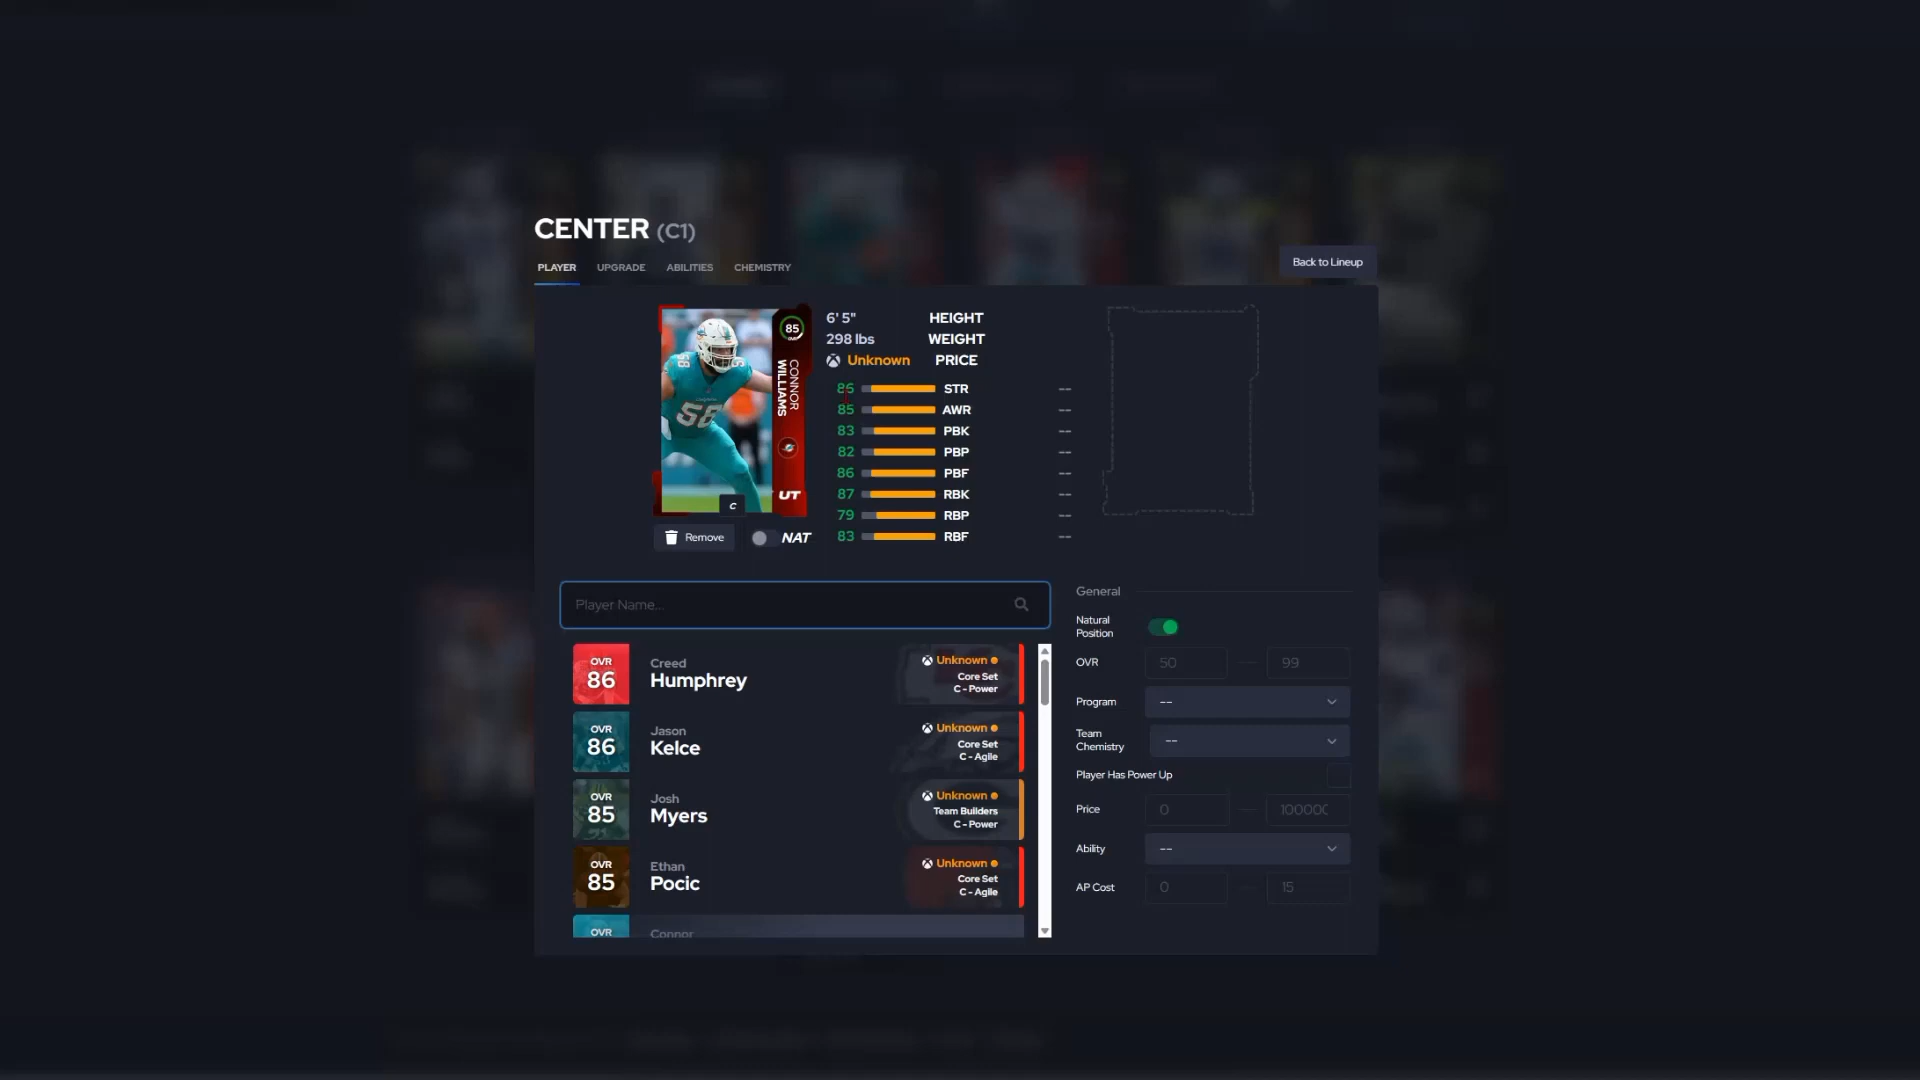 CENTER (C1)
PLAYER UPGRADE ABILITIES CHEMISTRY
Back to Lineup
85
OVR
CONNOR
WILLIAMS
58
UT
C
Remove
NAT
6' 5" HEIGHT
298 lbs WEIGHT
Unknown PRICE
86 STR --
85 AWR --
83 PBK --
82 PBP --
86 PBF --
87 RBK --
79 RBP --
83 RBF --
Player Name...
OVR
86
Creed
Humphrey
Unknown
Core Set
C - Power
OVR
86
Jason
Kelce
Unknown
Core Set
C - Agile
OVR
85
Josh
Myers
Unknown
Team Builders
C - Power
OVR
85
Ethan
Pocic
Unknown
Core Set
C - Agile
OVR
Connor
General
Natural
Position
OVR 50 — 99
Program --
Team
Chemistry --
Player Has Power Up
Price 0 — 100000
Ability --
AP Cost 0 — 15